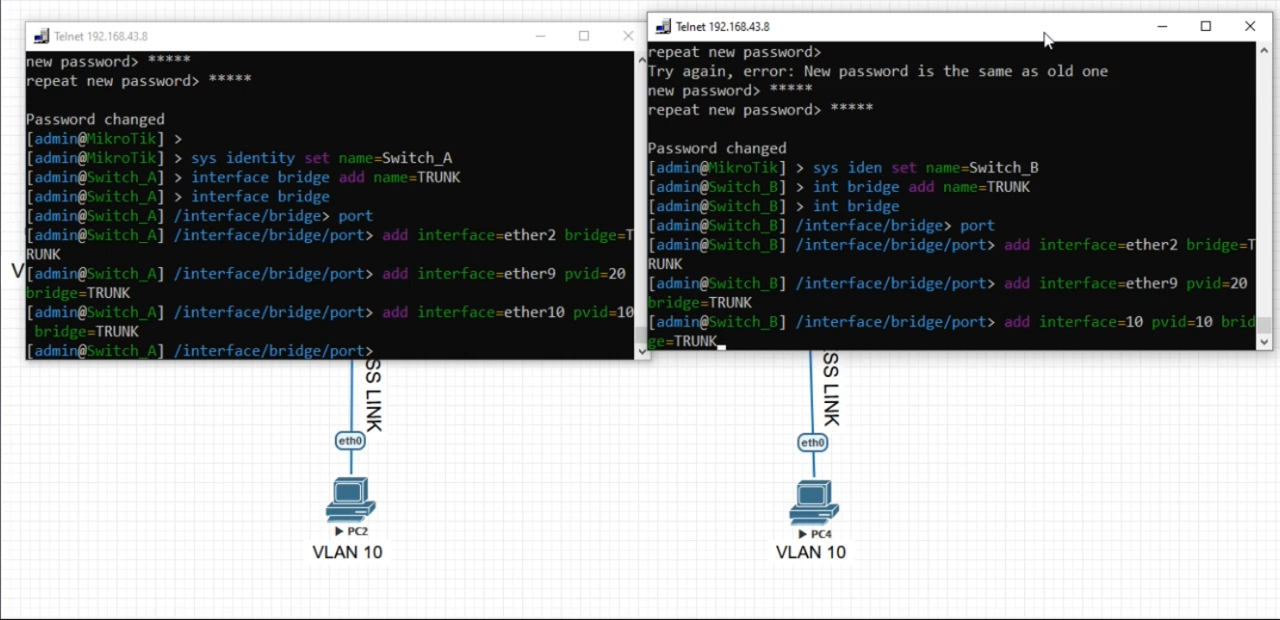 Telnet 192.168.43.8
new password> *****
repeat new password> *****
Password changed
[admin@MikroTik] >
[admin@MikroTik] > sys identity set name=Switch_A
[admin@Switch_A] > interface bridge add name=TRUNK
[admin@Switch_A] > interface bridge
[admin@Switch_A] /interface/bridge> port
[admin@Switch_A] /interface/bridge/port> add interface=ether2 bridge=T
RUNK
[admin@Switch_A] /interface/bridge/port> add interface=ether9 pvid=20
bridge=TRUNK
[admin@Switch_A] /interface/bridge/port> add interface=ether10 pvid=10
bridge=TRUNK
[admin@Switch_A] /interface/bridge/port>
Telnet 192.168.43.8
repeat new password>
Try again, error: New password is the same as old one
new password> *****
repeat new password> *****
Password changed
[admin@MikroTik] > sys iden set name=Switch_B
[admin@Switch_B] > int bridge add name=TRUNK
[admin@Switch_B] > int bridge
[admin@Switch_B] /interface/bridge> port
[admin@Switch_B] /interface/bridge/port> add interface=ether2 bridge=T
RUNK
[admin@Switch_B] /interface/bridge/port> add interface=ether9 pvid=20
bridge=TRUNK
[admin@Switch_B] /interface/bridge/port> add interface=10 pvid=10 brid
ge=TRUNK
V
SS LINK
eth0
PC2
VLAN 10
SS LINK
eth0
PC4
VLAN 10